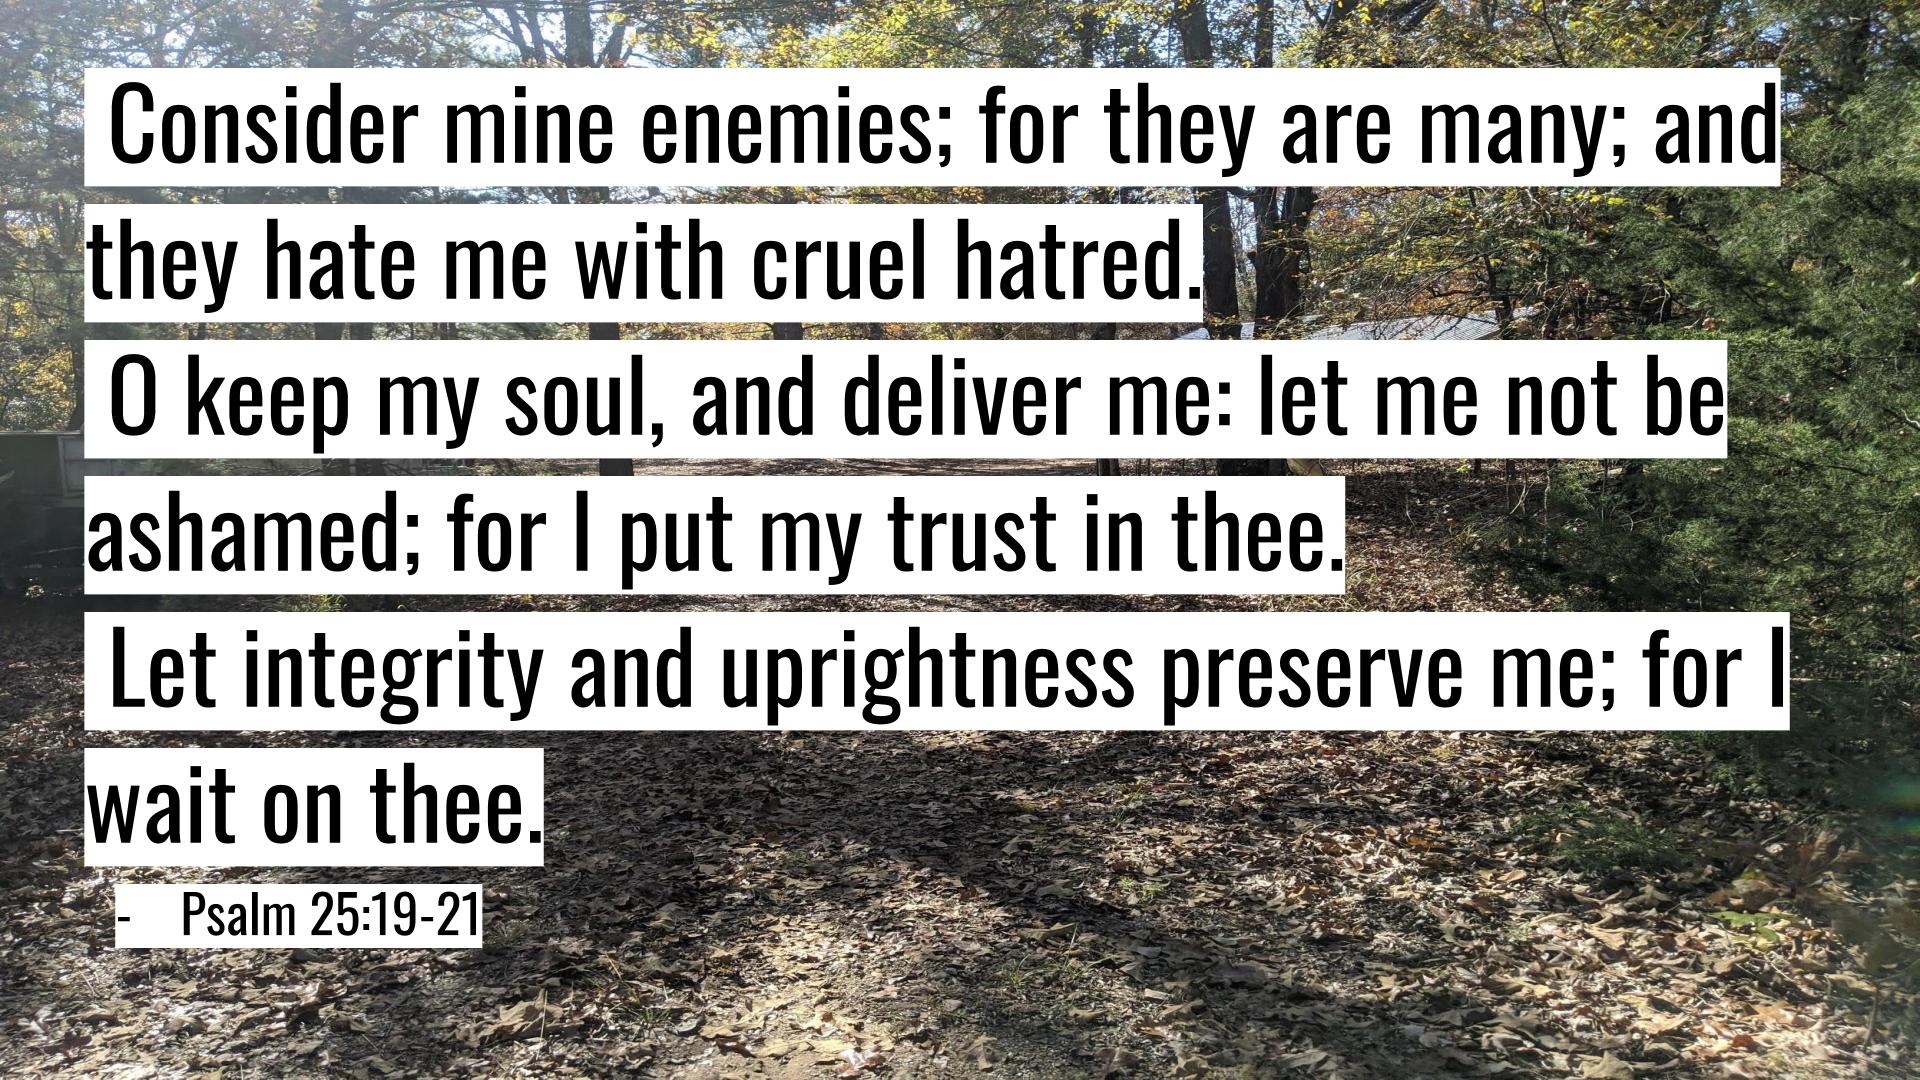 Consider mine enemies; for they are many; and
they hate me with cruel hatred.
O keep my soul, and deliver me: let me not be
ashamed; for I put my trust in thee.
Let integrity and uprightness preserve me; for I
wait on thee.
- Psalm 25:19-21